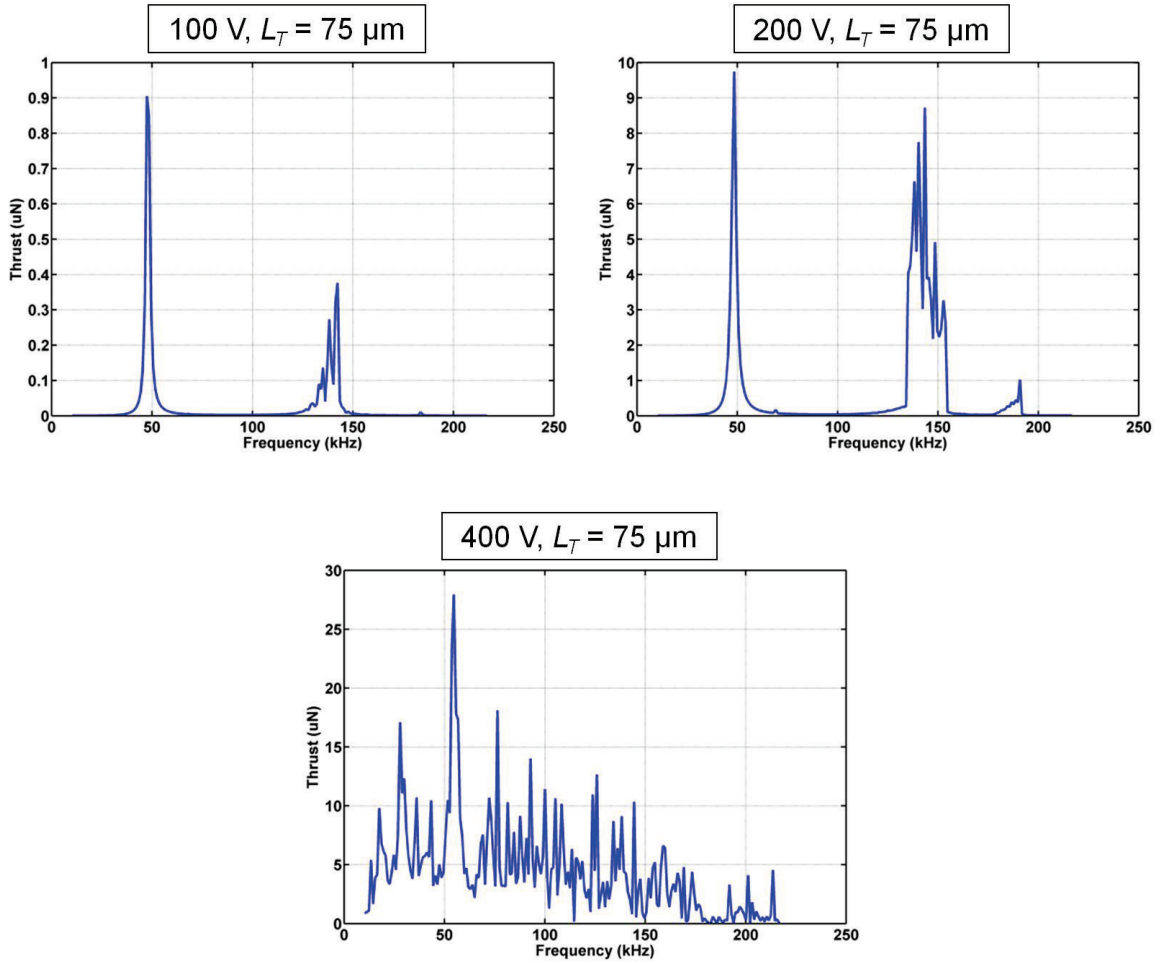 100 V, L_T = 75 µm
1
0.9
0.8
0.7
0.6
0.5
0.4
0.3
0.2
0.1
0
Thrust (uN)
0 50 100 150 200 250
Frequency (kHz)
200 V, L_T = 75 µm
10
9
8
7
6
5
4
3
2
1
0
Thrust (uN)
0 50 100 150 200 250
Frequency (kHz)
400 V, L_T = 75 µm
30
25
20
15
10
5
0
Thrust (uN)
0 50 100 150 200 250
Frequency (kHz)